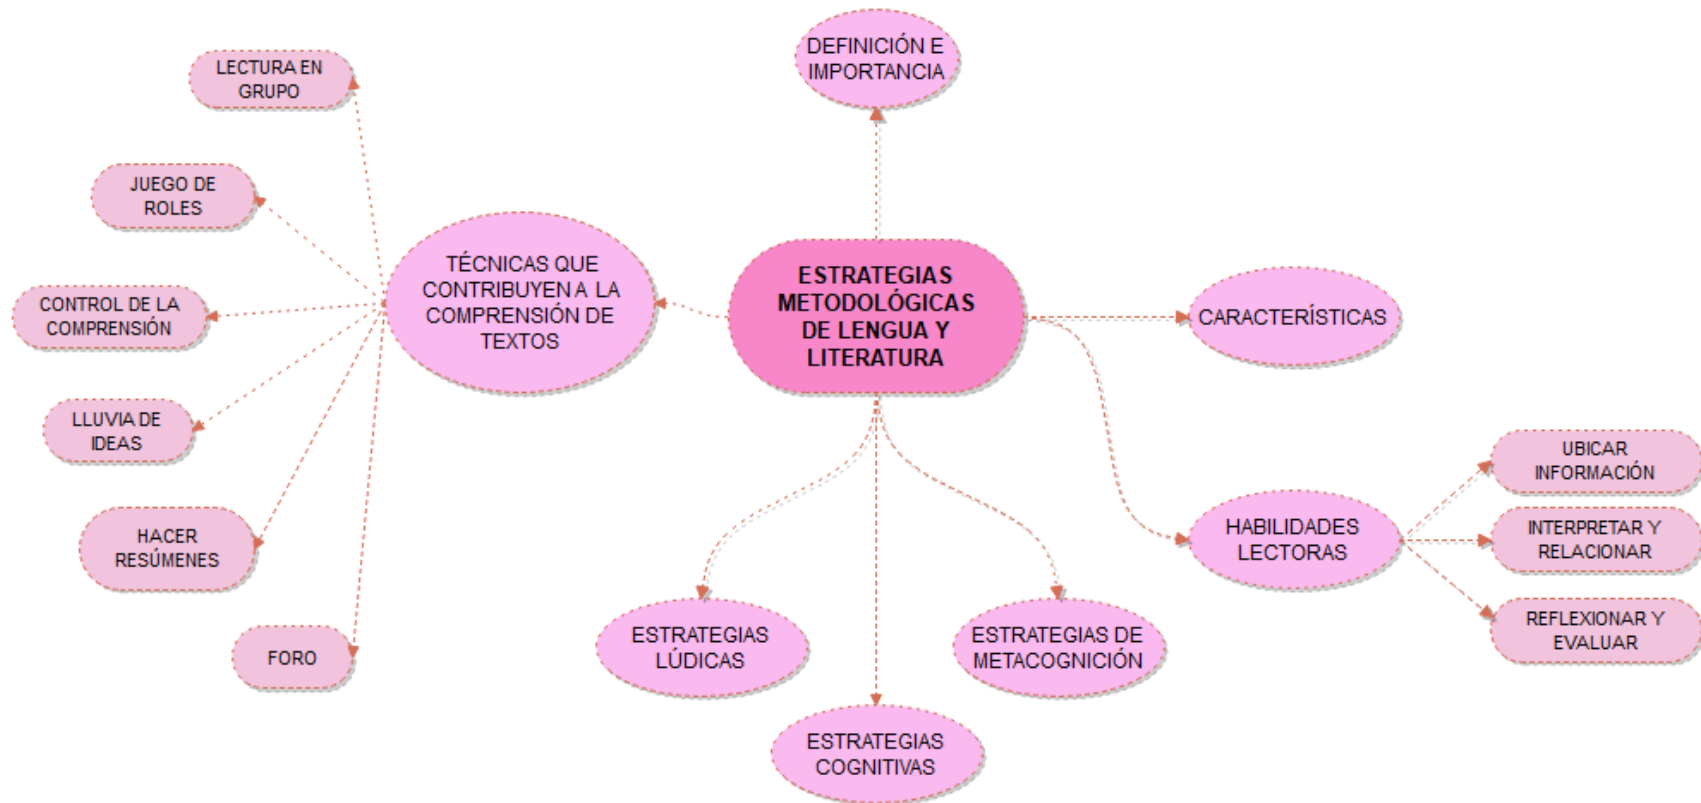 DEFINICIÓN E
IMPORTANCIA
LECTURA EN
GRUPO
JUEGO DE
ROLES
CONTROL DE LA
COMPRENSIÓN
LLUVIA DE
IDEAS
HACER
RESÚMENES
FORO
TÉCNICAS QUE
CONTRIBUYEN A LA
COMPRENSIÓN DE
TEXTOS
ESTRATEGIAS
METODOLÓGICAS
DE LENGUA Y
LITERATURA
CARACTERÍSTICAS
HABILIDADES
LECTORAS
UBICAR
INFORMACIÓN
INTERPRETAR Y
RELACIONAR
REFLEXIONAR Y
EVALUAR
ESTRATEGIAS
LÚDICAS
ESTRATEGIAS
COGNITIVAS
ESTRATEGIAS DE
METACOGNICIÓN